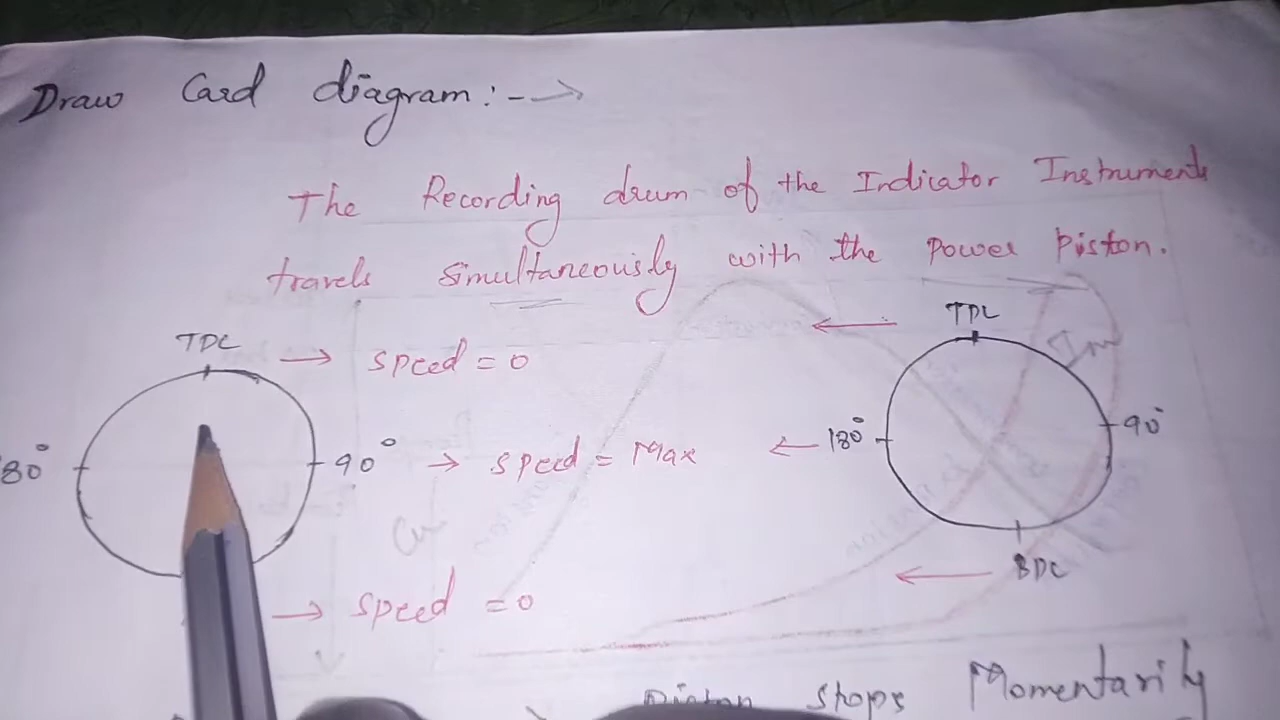 Draw Card diagram:-→
The Recording drum of the Indicator Instruments
travels simultaneously with the power piston.
TDC → speed = 0 ← TDC
80° 90° → speed = Max ← 180° 90°
→ speed = 0 ← BDC
Piston stops Momentarily